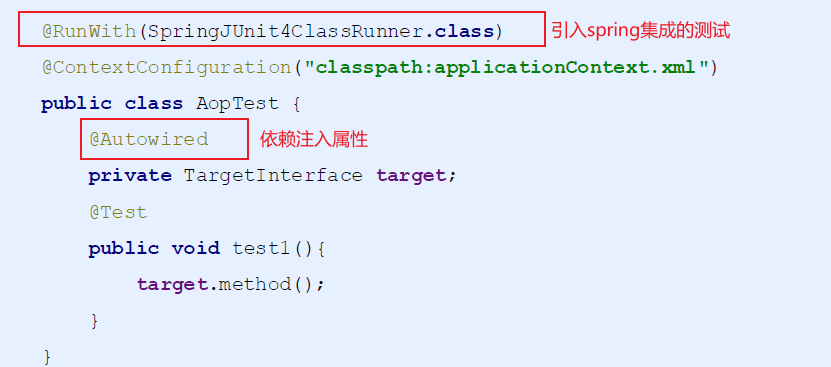 @RunWith(SpringJUnit4ClassRunner.class) 引入spring集成的测试
@ContextConfiguration("classpath:applicationContext.xml")
public class AopTest {
@Autowired 依赖注入属性
private TargetInterface target;
@Test
public void test1(){
target.method();
}
}